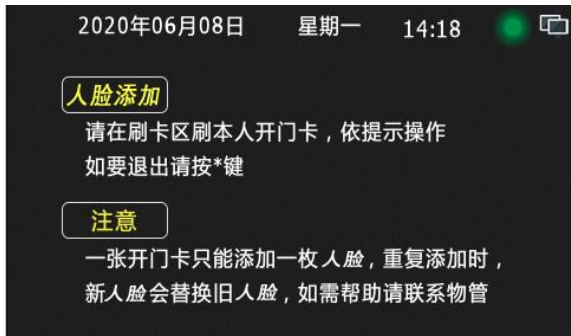 2020年06月08日 星期一 14:18
人脸添加
请在刷卡区刷本人开门卡，依提示操作
如要退出请按*键
注意
一张开门卡只能添加一枚人脸，重复添加时，
新人脸会替换旧人脸，如需帮助请联系物管